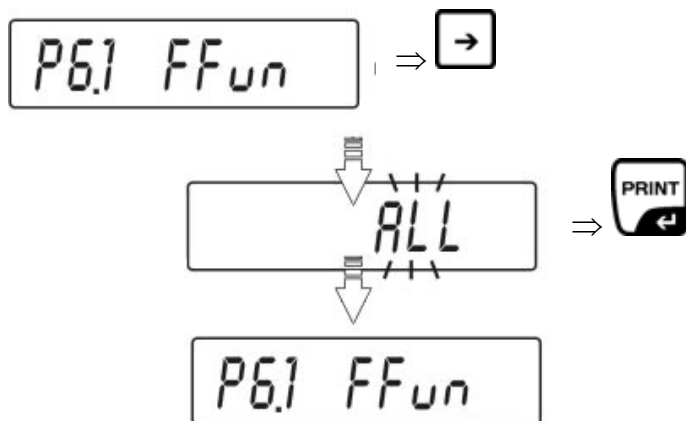 P6.1 FFun ⇒ →
ALL ⇒ PRINT
P6.1 FFun